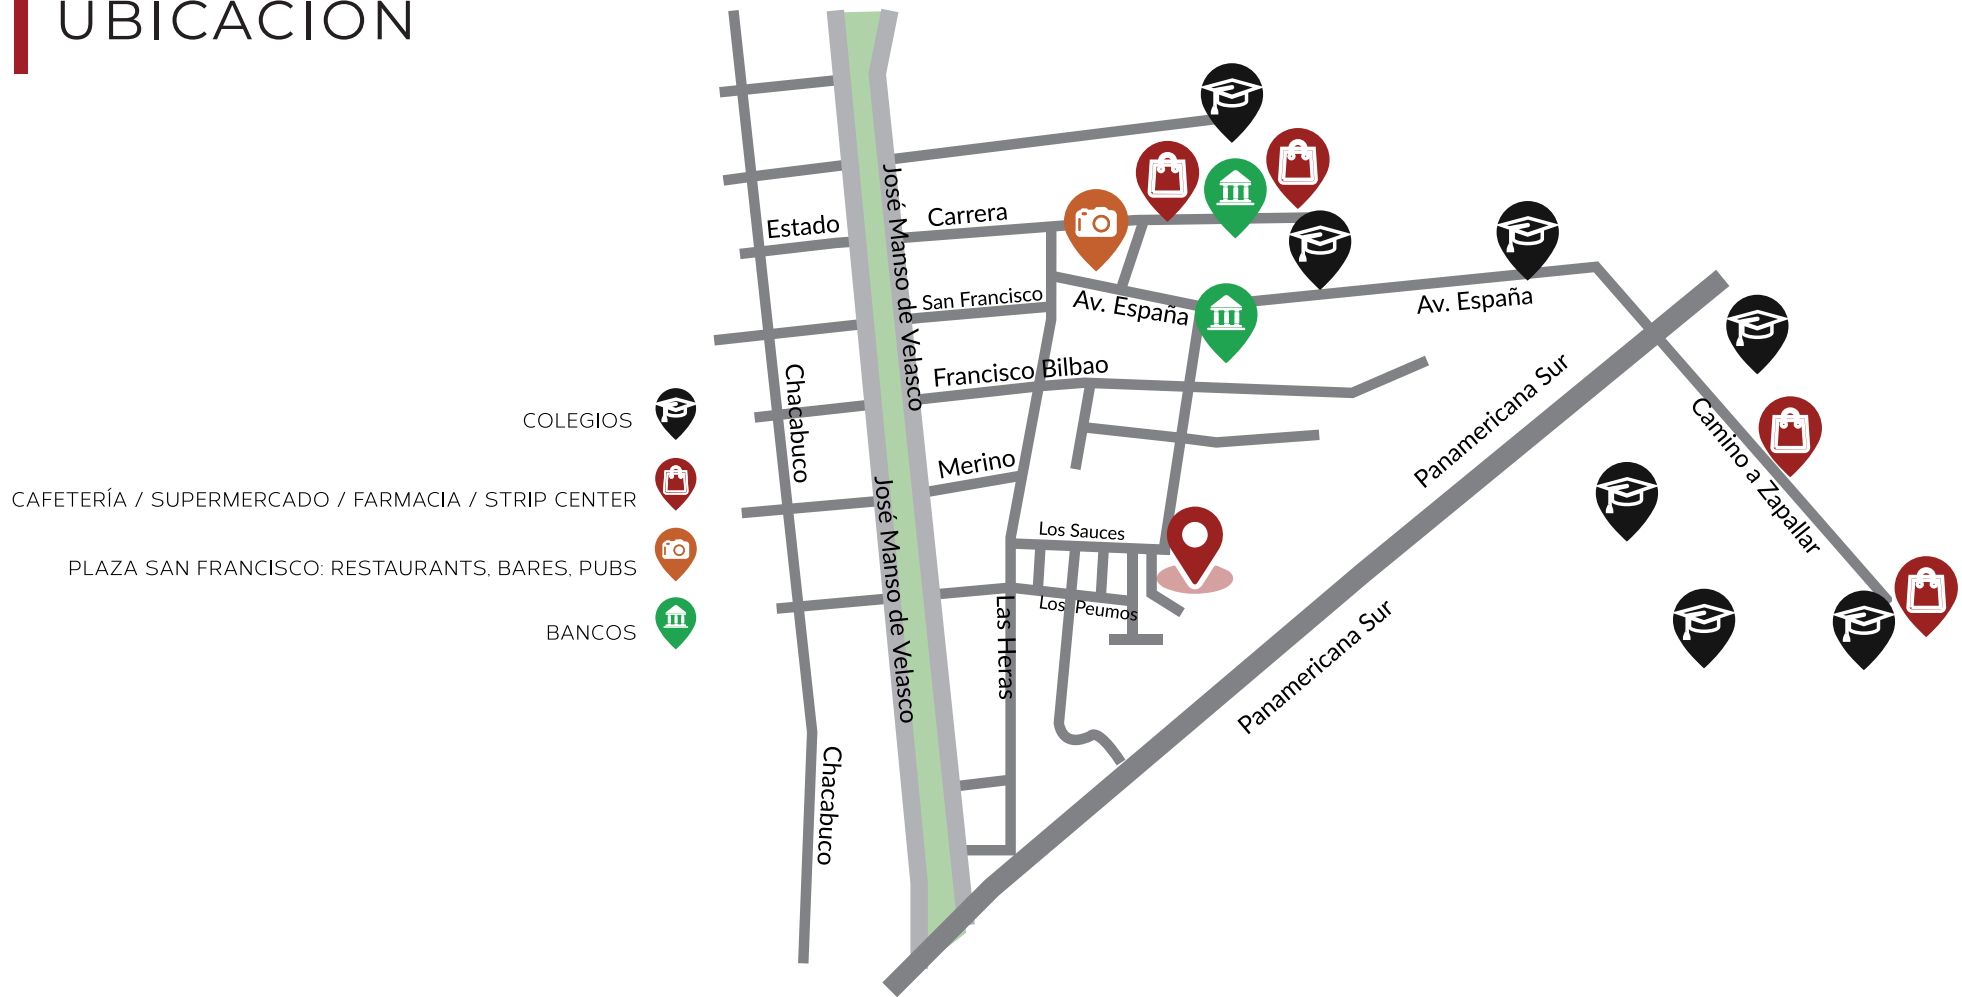 UBICACIÓN
Estado
Carrera
José Manso de Velasco
San Francisco
Av. España
Av. España
Francisco Bilbao
Chacabuco
Panamericana Sur
Camino a Zapallar
COLEGIOS
Merino
CAFETERÍA / SUPERMERCADO / FARMACIA / STRIP CENTER
José Manso de Velasco
Los Sauces
PLAZA SAN FRANCISCO: RESTAURANTS, BARES, PUBS
Los Peumos
Las Heras
BANCOS
Panamericana Sur
Chacabuco